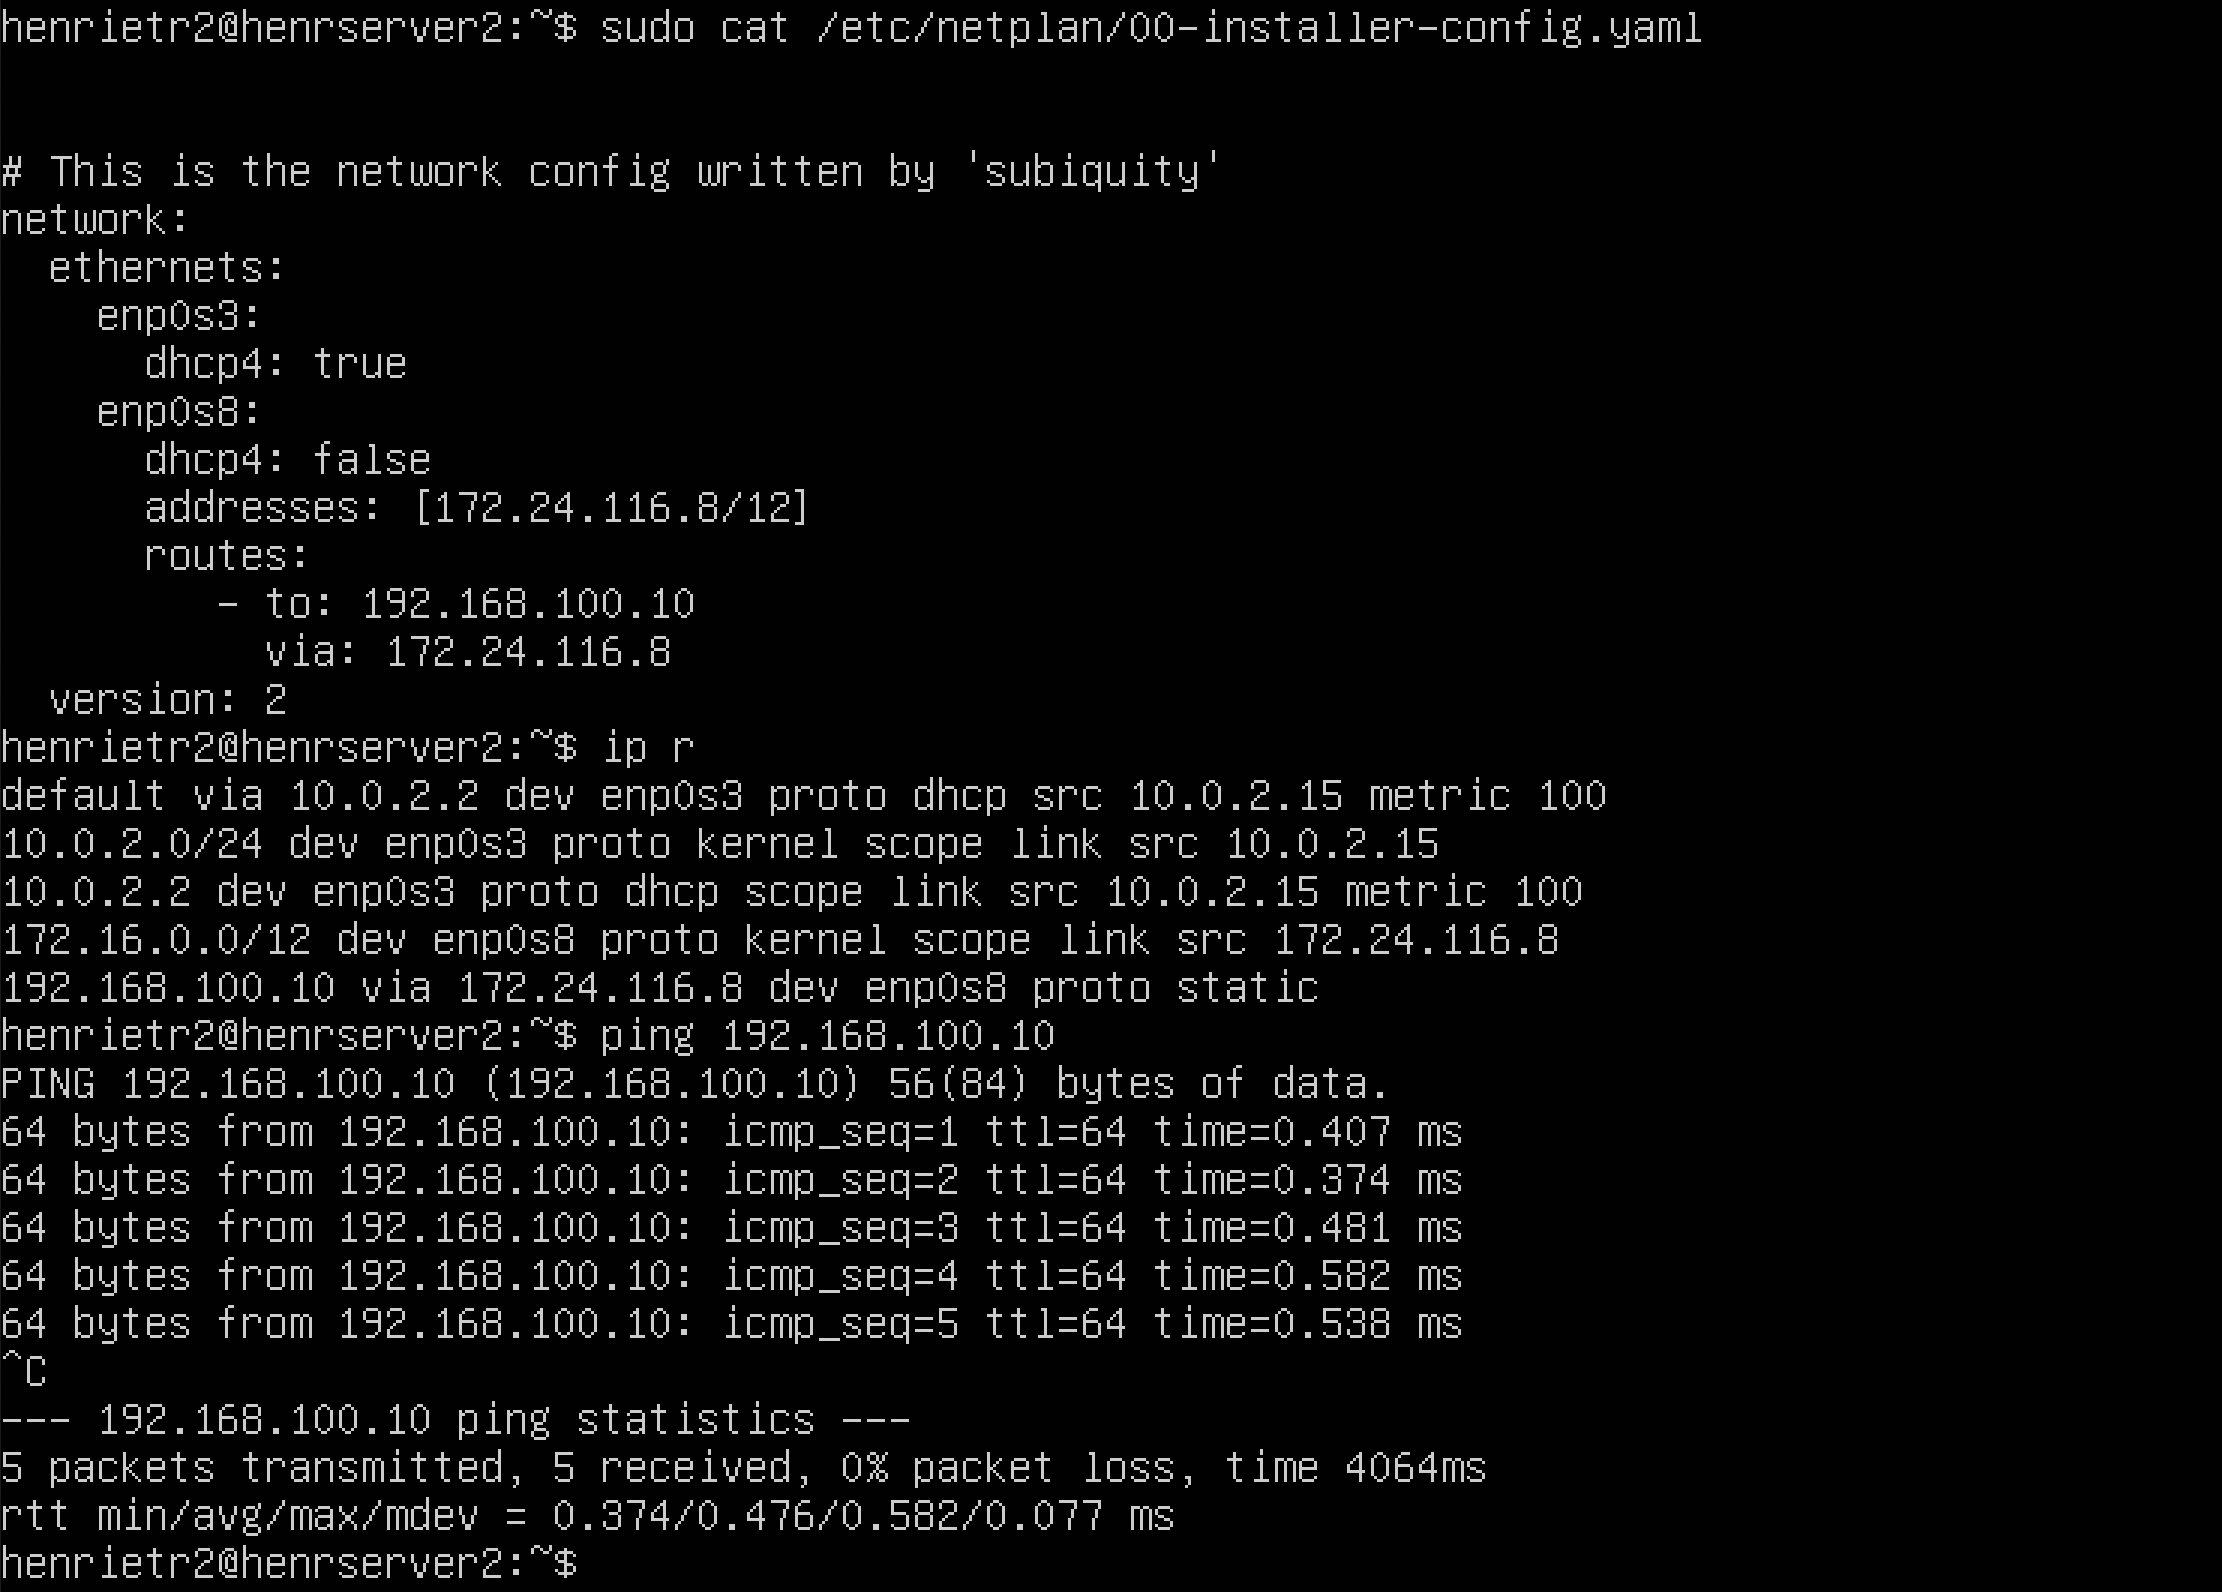 henrietr2@henrserver2:~$ sudo cat /etc/netplan/00-installer-config.yaml
# This is the network config written by 'subiquity'
network:
  ethernets:
    enp0s3:
      dhcp4: true
    enp0s8:
      dhcp4: false
      addresses: [172.24.116.8/12]
      routes:
         - to: 192.168.100.10
           via: 172.24.116.8
  version: 2
henrietr2@henrserver2:~$ ip r
default via 10.0.2.2 dev enp0s3 proto dhcp src 10.0.2.15 metric 100
10.0.2.0/24 dev enp0s3 proto kernel scope link src 10.0.2.15
10.0.2.2 dev enp0s3 proto dhcp scope link src 10.0.2.15 metric 100
172.16.0.0/12 dev enp0s8 proto kernel scope link src 172.24.116.8
192.168.100.10 via 172.24.116.8 dev enp0s8 proto static
henrietr2@henrserver2:~$ ping 192.168.100.10
PING 192.168.100.10 (192.168.100.10) 56(84) bytes of data.
64 bytes from 192.168.100.10: icmp_seq=1 ttl=64 time=0.407 ms
64 bytes from 192.168.100.10: icmp_seq=2 ttl=64 time=0.374 ms
64 bytes from 192.168.100.10: icmp_seq=3 ttl=64 time=0.481 ms
64 bytes from 192.168.100.10: icmp_seq=4 ttl=64 time=0.582 ms
64 bytes from 192.168.100.10: icmp_seq=5 ttl=64 time=0.538 ms
^C
--- 192.168.100.10 ping statistics ---
5 packets transmitted, 5 received, 0% packet loss, time 4064ms
rtt min/avg/max/mdev = 0.374/0.476/0.582/0.077 ms
henrietr2@henrserver2:~$